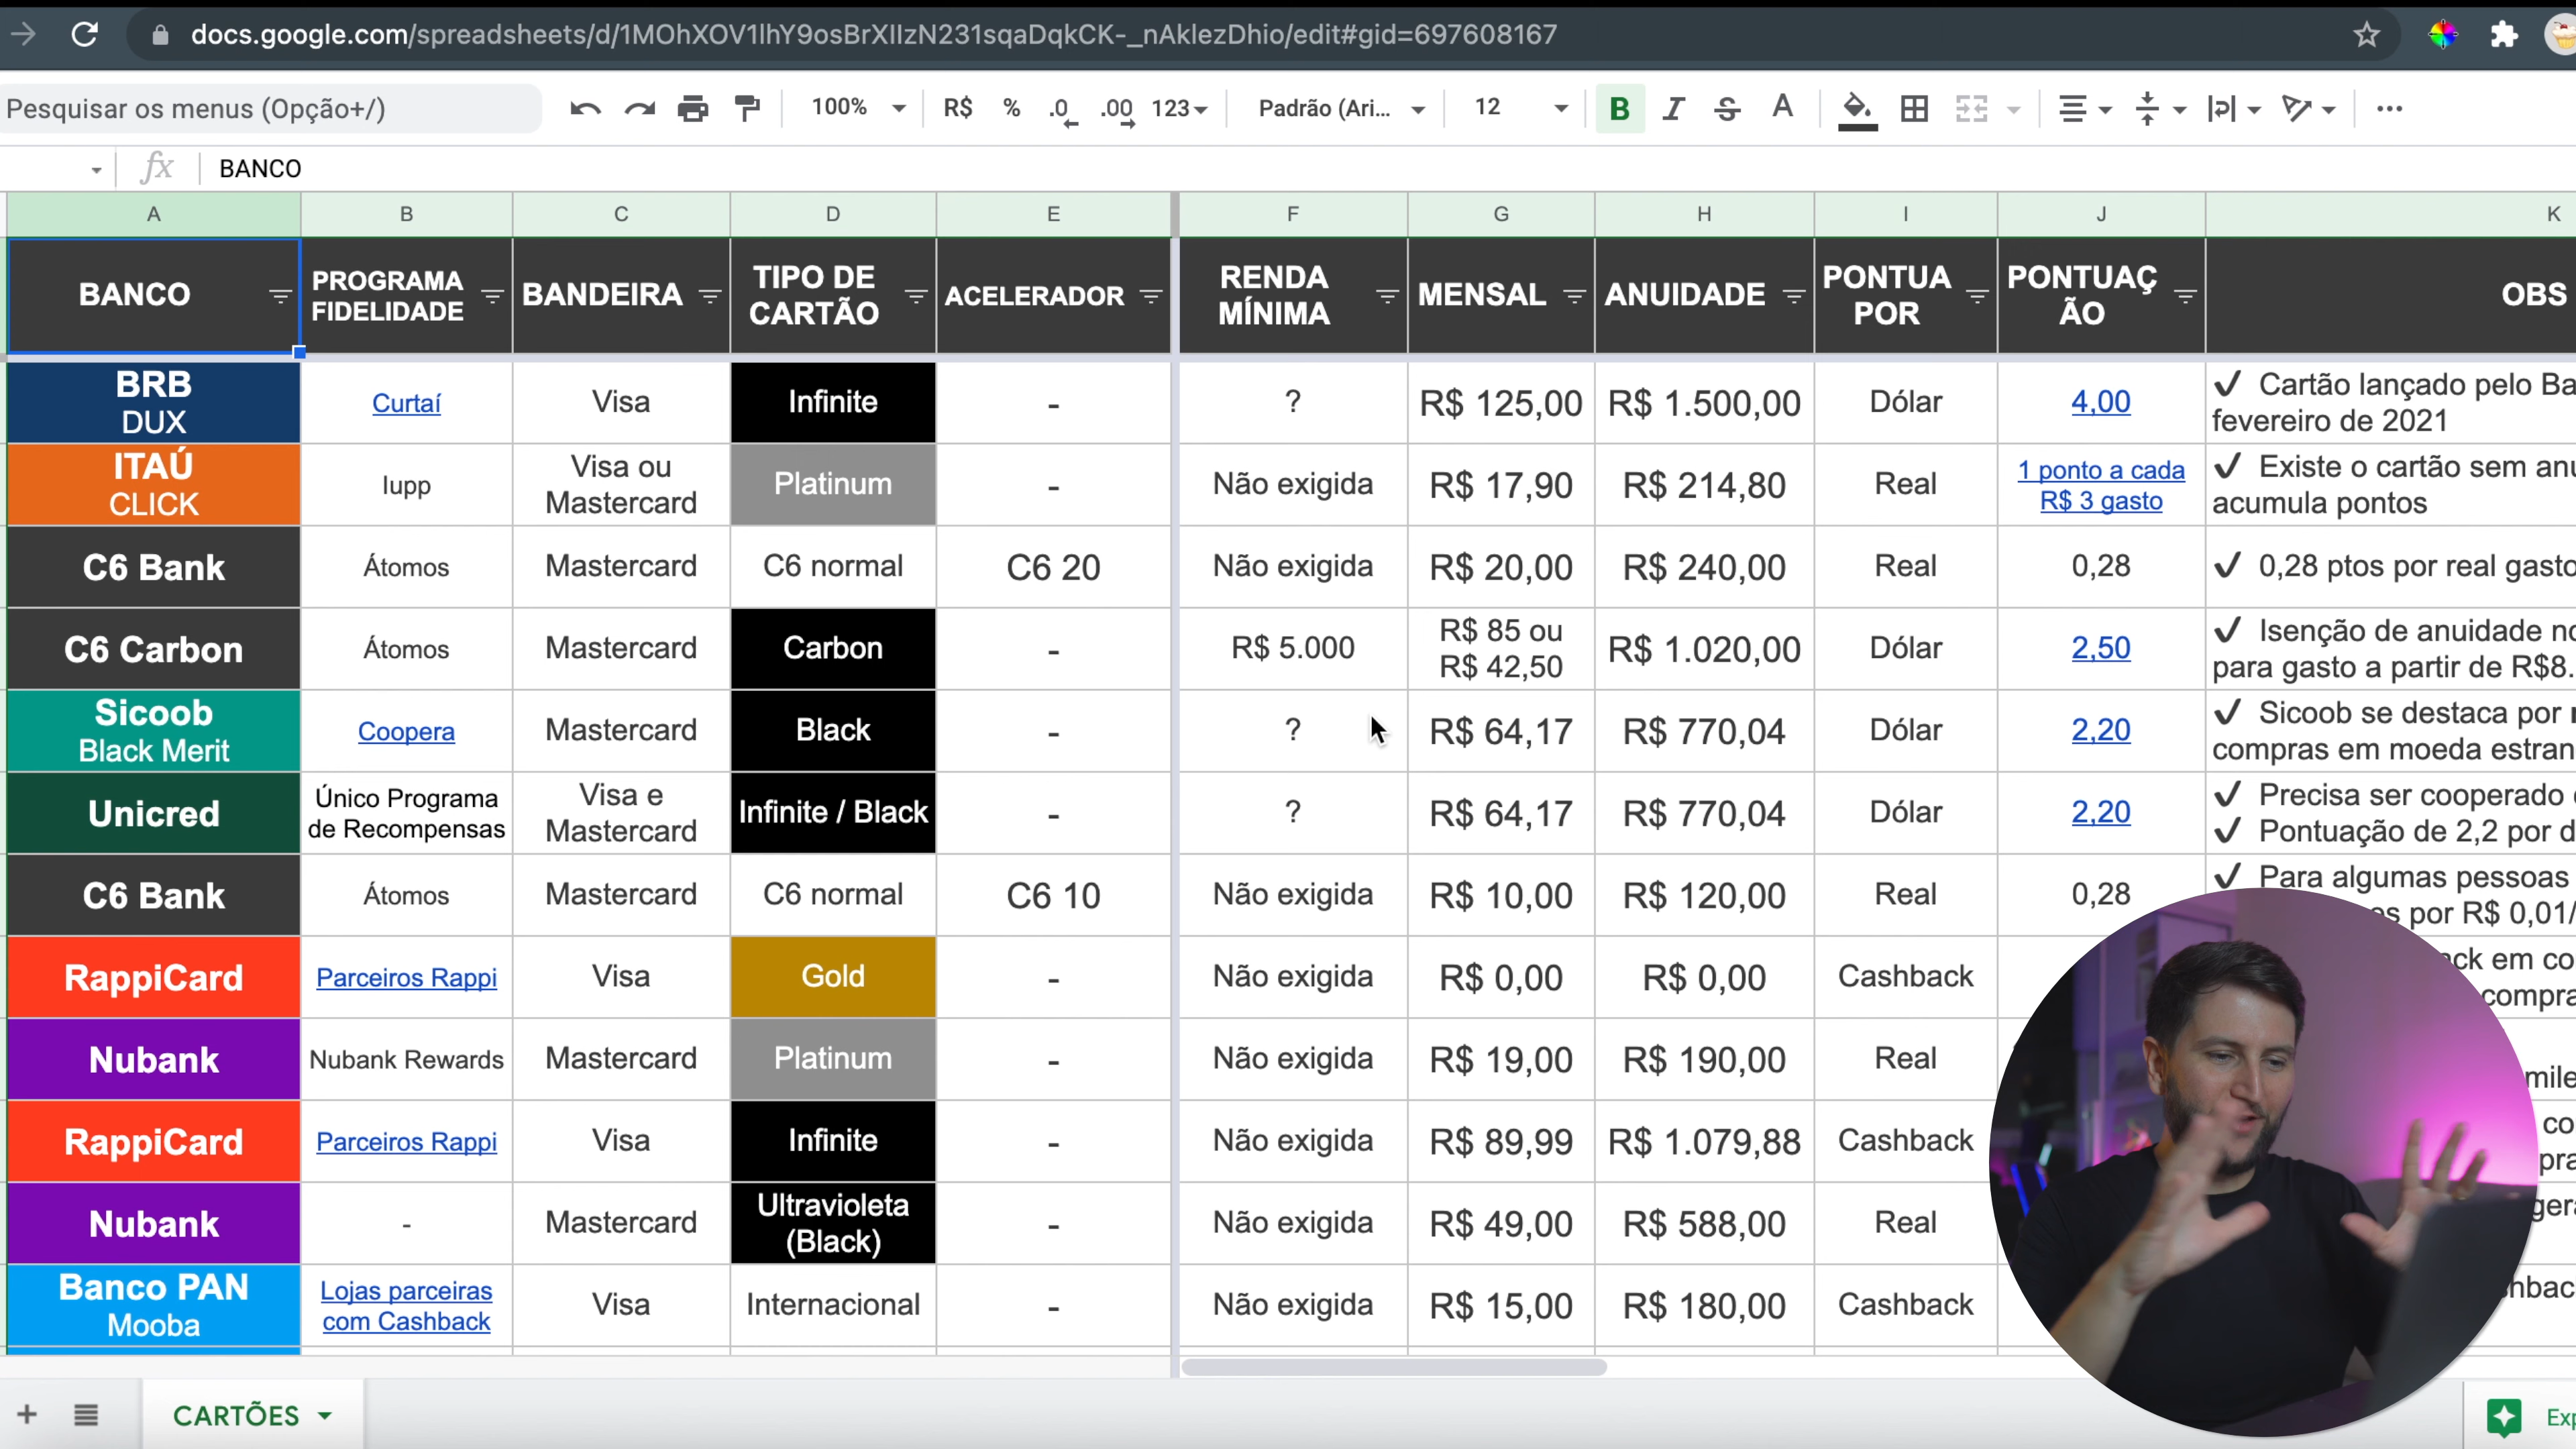 docs.google.com/spreadsheets/d/1MOhXOV1lhY9osBrXIIzN231sqaDqkCK-_nAklezDhio/edit#gid=697608167
Pesquisar os menus (Opção+/) 100% R$ % .0 .00 123 Padrão (Ari... 12 B I S A
fx BANCO
A B C D E F G H I J K
BANCO PROGRAMA FIDELIDADE BANDEIRA TIPO DE CARTÃO ACELERADOR RENDA MÍNIMA MENSAL ANUIDADE PONTUA POR PONTUAÇ ÃO OBS
BRB DUX Curtaí Visa Infinite - ? R$ 125,00 R$ 1.500,00 Dólar 4,00 ✓ Cartão lançado pelo fevereiro de 2021
ITAÚ CLICK Iupp Visa ou Mastercard Platinum - Não exigida R$ 17,90 R$ 214,80 Real 1 ponto a cada R$ 3 gasto ✓ Existe o cartão sem acumula pontos
C6 Bank Átomos Mastercard C6 normal C6 20 Não exigida R$ 20,00 R$ 240,00 Real 0,28 ✓ 0,28 ptos por real gasto
C6 Carbon Átomos Mastercard Carbon - R$ 5.000 R$ 85 ou R$ 42,50 R$ 1.020,00 Dólar 2,50 ✓ Isenção de anuidade para gasto a partir de R$8.
Sicoob Black Merit Coopera Mastercard Black - ? R$ 64,17 R$ 770,04 Dólar 2,20 ✓ Sicoob se destaca por compras em moeda
Unicred Único Programa de Recompensas Visa e Mastercard Infinite / Black - ? R$ 64,17 R$ 770,04 Dólar 2,20 ✓ Precisa ser cooperado ✓ Pontuação de 2,2 por
C6 Bank Átomos Mastercard C6 normal C6 10 Não exigida R$ 10,00 R$ 120,00 Real 0,28 ✓ Para algumas pessoas por R$ 0,01/
RappiCard Parceiros Rappi Visa Gold - Não exigida R$ 0,00 R$ 0,00 Cashback em
Nubank Nubank Rewards Mastercard Platinum - Não exigida R$ 19,00 R$ 190,00 Real
RappiCard Parceiros Rappi Visa Infinite - Não exigida R$ 89,99 R$ 1.079,88 Cashback
Nubank - Mastercard Ultravioleta (Black) - Não exigida R$ 49,00 R$ 588,00 Real
Banco PAN Mooba Lojas parceiras com Cashback Visa Internacional - Não exigida R$ 15,00 R$ 180,00 Cashback
CARTÕES